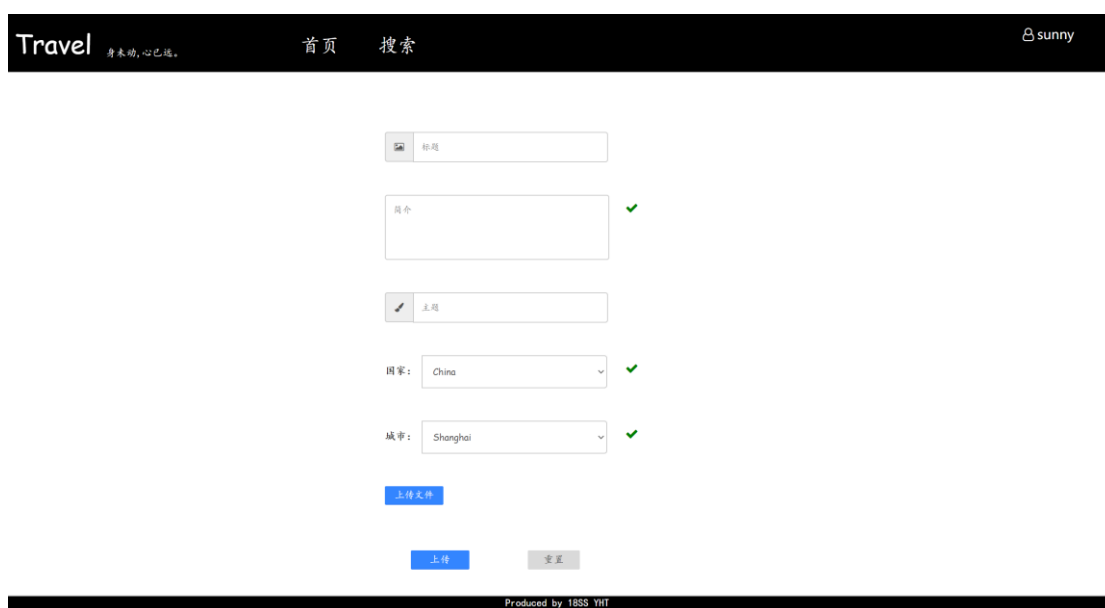 Travel 身未动,心已远。 首页 搜索 sunny
标题
简介
主题
国家: China
城市: Shanghai
上传文件
上传 重置
Produced by 18SS YHT